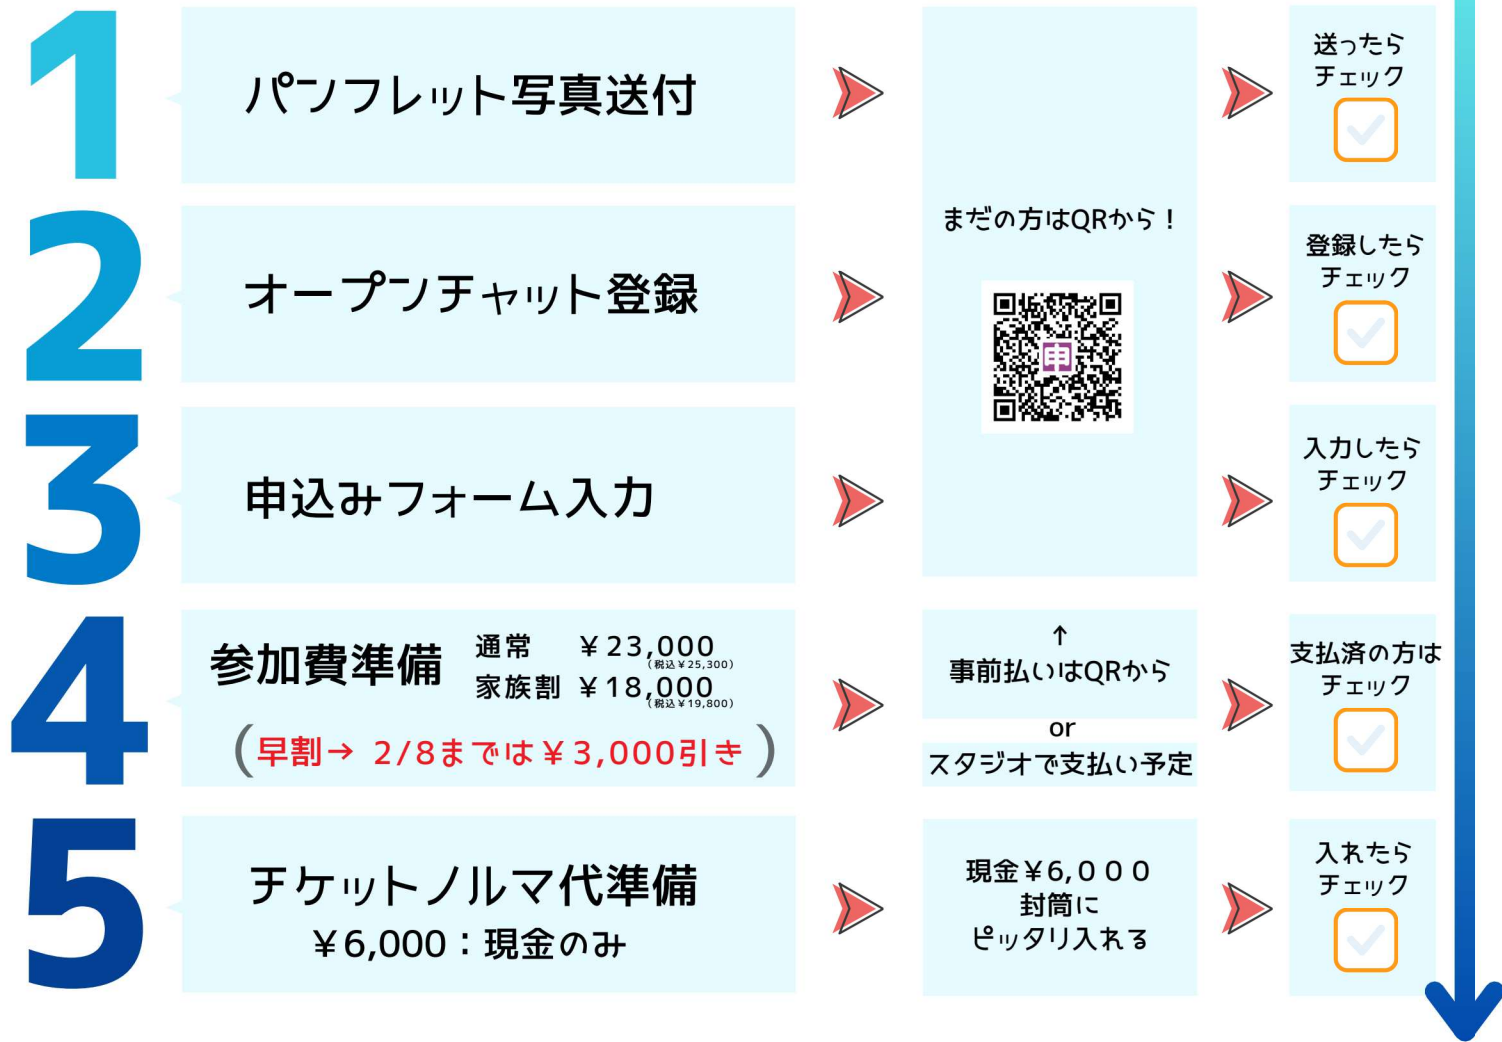 1
パンフレット写真送付
送ったら
チェック
2
オープンチャット登録
まだの方はQRから！
申
登録したら
チェック
3
申込みフォーム入力
入力したら
チェック
4
参加費準備
通常 ￥23,000
(税込￥25,300)
家族割 ￥18,000
(税込￥19,800)
(早割→ 2/8までは￥3,000引き)
↑
事前払いはQRから
or
スタジオで支払い予定
支払済の方は
チェック
5
チケットノルマ代準備
￥6,000：現金のみ
現金￥6,０００
封筒に
ピッタリ入れる
入れたら
チェック